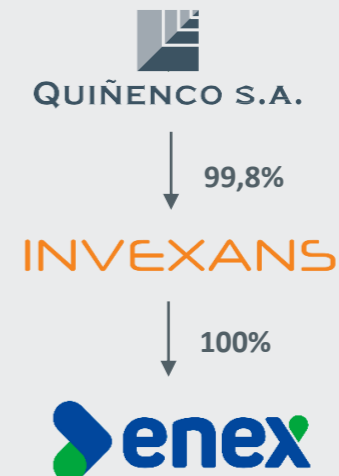 QUIÑENCO S.A.
99,8%
INVEXANS
100%
enex